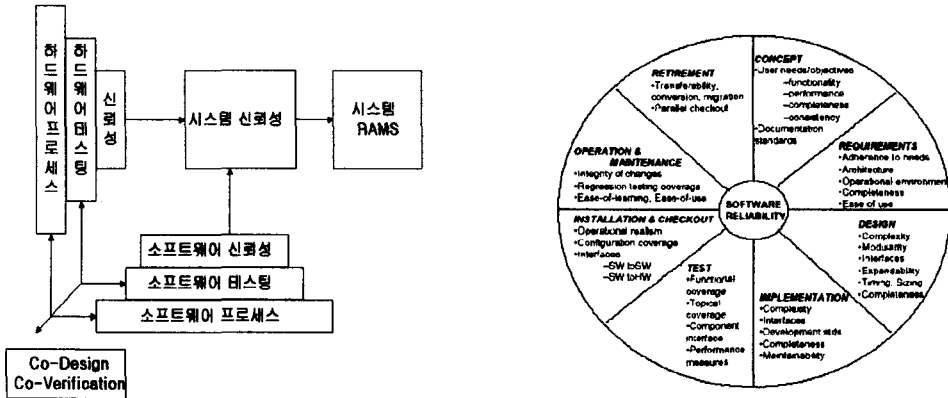 하드웨어 프로세스
하드웨어 테스팅
신뢰성
시스템 신뢰성
시스템
RAMS
소프트웨어 신뢰성
소프트웨어 테스팅
소프트웨어 프로세스
Co-Design
Co-Verification
CONCEPT
•User needs/objectives
–functionality
–performance
–completeness
–consistency
•Documentation
standards
REQUIREMENTS
•Adherence to needs
•Architecture
•Operational environment
•Completeness
•Ease of use
DESIGN
•Complexity
•Modularity
•Interfaces
•Expandability
•Timing, Sizing
•Completeness
IMPLEMENTATION
•Complexity
•Interfaces
•Development aids
•Completeness
•Maintainability
TEST
•Functional
coverage
•Topical
coverage
•Component
interface
•Performance
measures
INSTALLATION & CHECKOUT
•Operational realism
•Configuration coverage
•Interfaces
–SW toSW
–SW toHW
OPERATION &
MAINTENANCE
•Integrity of changes
•Regression testing coverage
•Ease-of-learning, Ease-of-use
RETIREMENT
•Transferability,
conversion, migration
•Parallel checkout
SOFTWARE
RELIABILITY